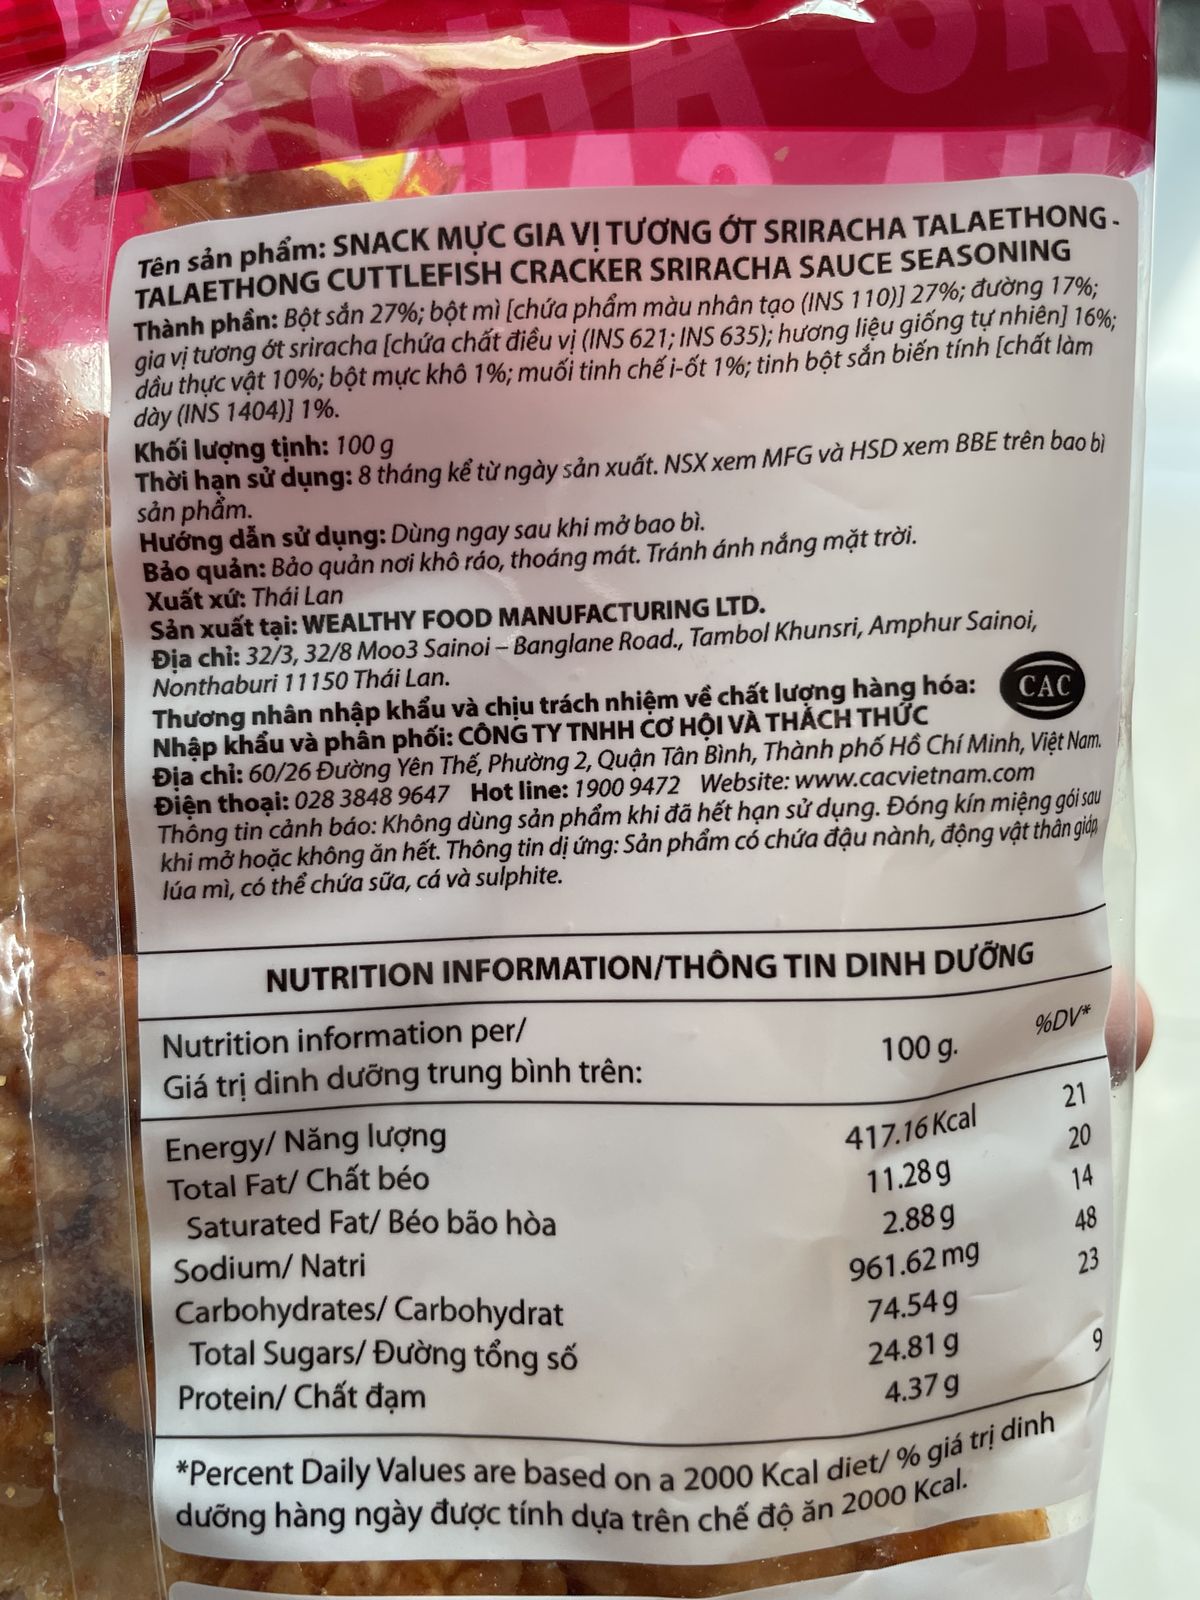 Tên sản phẩm: SNACK MỰC GIA VỊ TƯƠNG ỚT SRIRACHA TALAETHONG -
TALAETHONG CUTTLEFISH CRACKER SRIRACHA SAUCE SEASONING
Thành phần: Bột sắn 27%; bột mì [chứa phẩm màu nhân tạo (INS 110)] 27%; đường 17%;
gia vị tương ớt sriracha [chứa chất điều vị (INS 621; INS 635); hương liệu giống tự nhiên] 16%;
dầu thực vật 10%; bột mực khô 1%; muối tinh chế i-ốt 1%; tinh bột sắn biến tính [chất làm
dày (INS 1404)] 1%.
Khối lượng tịnh: 100 g
Thời hạn sử dụng: 8 tháng kể từ ngày sản xuất. NSX xem MFG và HSD xem BBE trên bao bì
sản phẩm.
Hướng dẫn sử dụng: Dùng ngay sau khi mở bao bì.
Bảo quản: Bảo quản nơi khô ráo, thoáng mát. Tránh ánh nắng mặt trời.
Xuất xứ: Thái Lan
Sản xuất tại: WEALTHY FOOD MANUFACTURING LTD.
Địa chỉ: 32/3, 32/8 Moo3 Sainoi – Banglane Road., Tambol Khunsri, Amphur Sainoi,
Nonthaburi 11150 Thái Lan.
Thương nhân nhập khẩu và chịu trách nhiệm về chất lượng hàng hóa:
CAC
Nhập khẩu và phân phối: CÔNG TY TNHH CƠ HỘI VÀ THÁCH THỨC
Địa chỉ: 60/26 Đường Yên Thế, Phường 2, Quận Tân Bình, Thành phố Hồ Chí Minh, Việt Nam.
Điện thoại: 028 3848 9647 Hot line: 1900 9472 Website: www.cacvietnam.com
Thông tin cảnh báo: Không dùng sản phẩm khi đã hết hạn sử dụng. Đóng kín miệng gói sau
khi mở hoặc không ăn hết. Thông tin dị ứng: Sản phẩm có chứa đậu nành, động vật thân giáp,
lúa mì, có thể chứa sữa, cá và sulphite.
NUTRITION INFORMATION/THÔNG TIN DINH DƯỠNG
Nutrition information per/
Giá trị dinh dưỡng trung bình trên: 100 g. %DV*
Energy/ Năng lượng 417.16 Kcal 21
Total Fat/ Chất béo 11.28 g 20
Saturated Fat/ Béo bão hòa 2.88 g 14
Sodium/ Natri 961.62 mg 48
Carbohydrates/ Carbohydrat 74.54 g 23
Total Sugars/ Đường tổng số 24.81 g
Protein/ Chất đạm 4.37 g 9
*Percent Daily Values are based on a 2000 Kcal diet/ % giá trị dinh
dưỡng hàng ngày được tính dựa trên chế độ ăn 2000 Kcal.